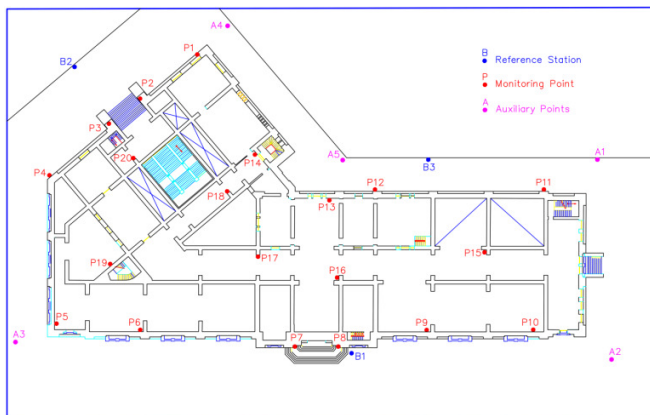 A4
P1
B2
B
Reference Station
P2
P
Monitoring Point
A
Auxiliary Points
P3
P20
P14
A5
B3
A1
P4
P18
P12
P11
P13
P19
P17
P15
P16
P5
P6
P9
P10
A3
P7
P8
B1
A2